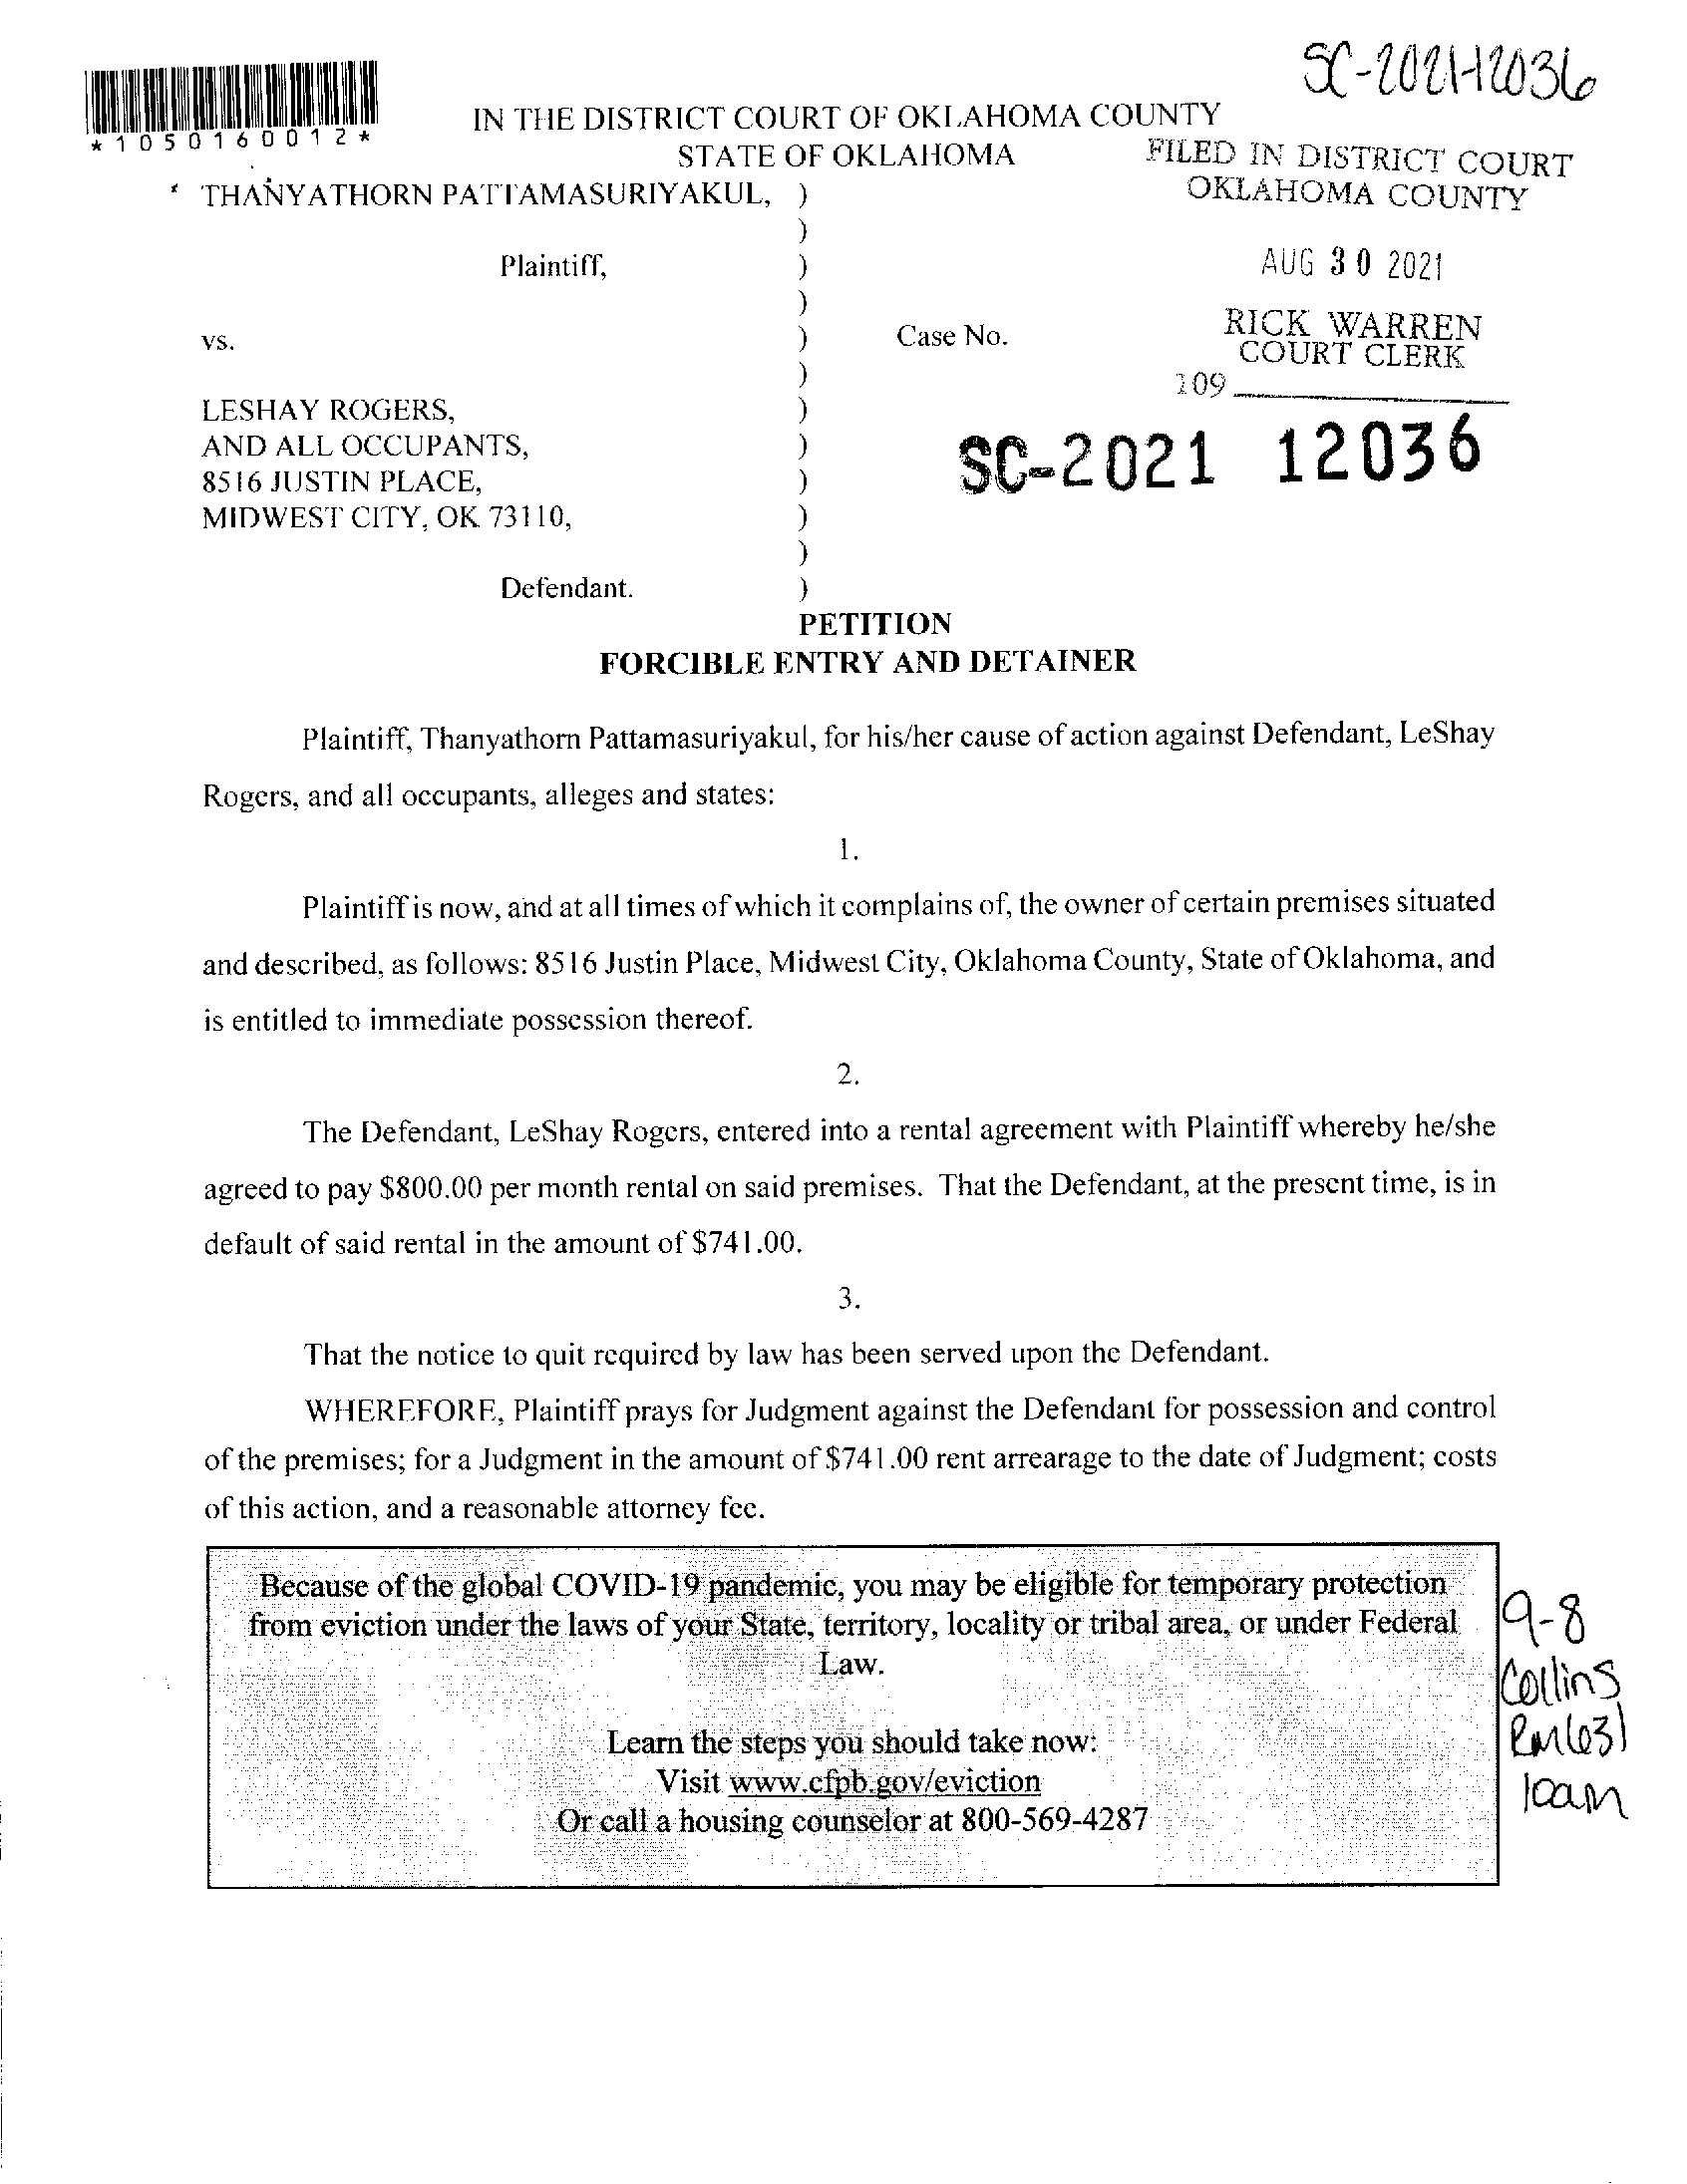 SC-2021-12036
*1050160012*
IN THE DISTRICT COURT OF OKLAHOMA COUNTY
STATE OF OKLAHOMA
FILED IN DISTRICT COURT
OKLAHOMA COUNTY
THANYATHORN PATTAMASURIYAKUL, )
)
Plaintiff, )
AUG 30 2021
)
vs. ) Case No.
RICK WARREN
COURT CLERK
)
109
LESHAY ROGERS, )
AND ALL OCCUPANTS, )
SC-2021 12036
8516 JUSTIN PLACE, )
MIDWEST CITY, OK 73110, )
)
Defendant. )
PETITION
FORCIBLE ENTRY AND DETAINER
Plaintiff, Thanyathorn Pattamasuriyakul, for his/her cause of action against Defendant, LeShay
Rogers, and all occupants, alleges and states:
1.
Plaintiff is now, and at all times of which it complains of, the owner of certain premises situated
and described, as follows: 8516 Justin Place, Midwest City, Oklahoma County, State of Oklahoma, and
is entitled to immediate possession thereof.
2.
The Defendant, LeShay Rogers, entered into a rental agreement with Plaintiff whereby he/she
agreed to pay $800.00 per month rental on said premises. That the Defendant, at the present time, is in
default of said rental in the amount of $741.00.
3.
That the notice to quit required by law has been served upon the Defendant.
WHEREFORE, Plaintiff prays for Judgment against the Defendant for possession and control
of the premises; for a Judgment in the amount of $741.00 rent arrearage to the date of Judgment; costs
of this action, and a reasonable attorney fee.
Because of the global COVID-19 pandemic, you may be eligible for temporary protection
from eviction under the laws of your State, territory, locality or tribal area, or under Federal
Law.
Learn the steps you should take now:
Visit www.cfpb.gov/eviction
Or call a housing counselor at 800-569-4287
9-8
Collins
Rm631
10am